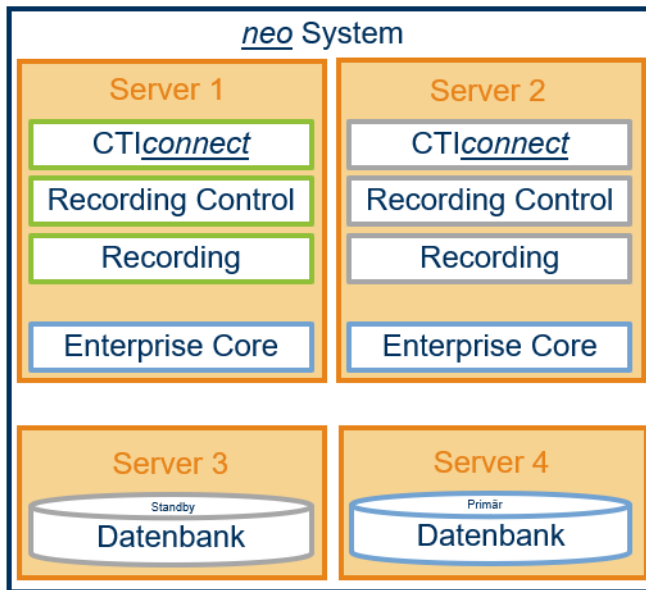 neo System
Server 1
CTIconnect
Recording Control
Recording
Enterprise Core
Server 2
CTIconnect
Recording Control
Recording
Enterprise Core
Server 3
Standby
Datenbank
Server 4
Primär
Datenbank